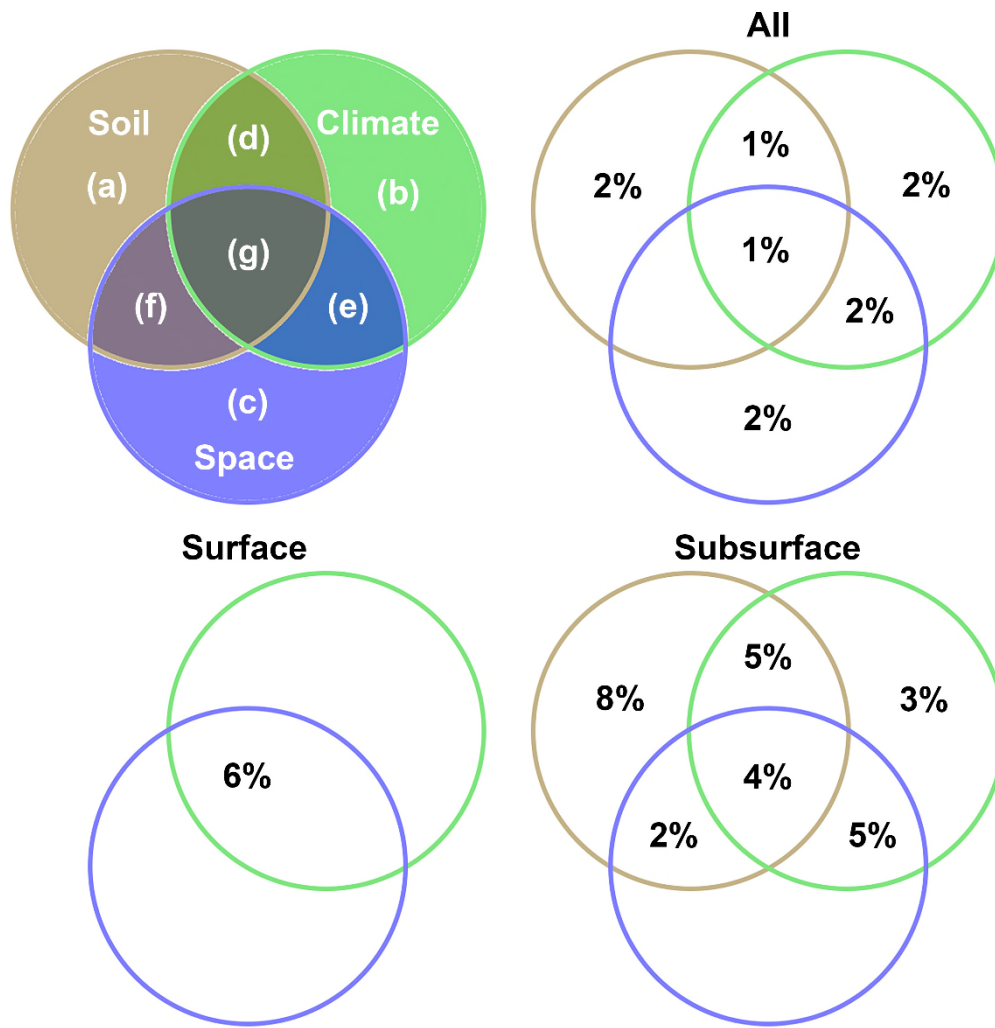 All
Soil
Climate
(d)
(a)
(b)
(g)
(f)
(e)
(c)
Space
1%
2%
2%
1%
2%
2%
Surface
6%
Subsurface
5%
8%
3%
4%
2%
5%